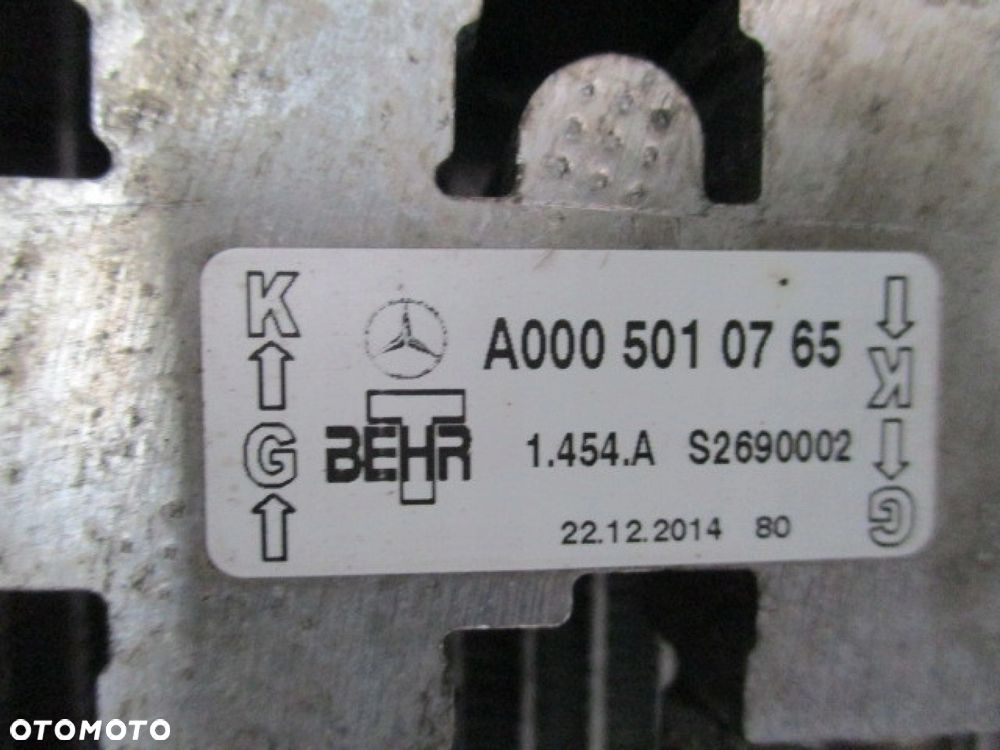 K
G
A000 501 07 65
BEHR
1.454.A S2690002
22.12.2014 80
K
G
OTOMOTO